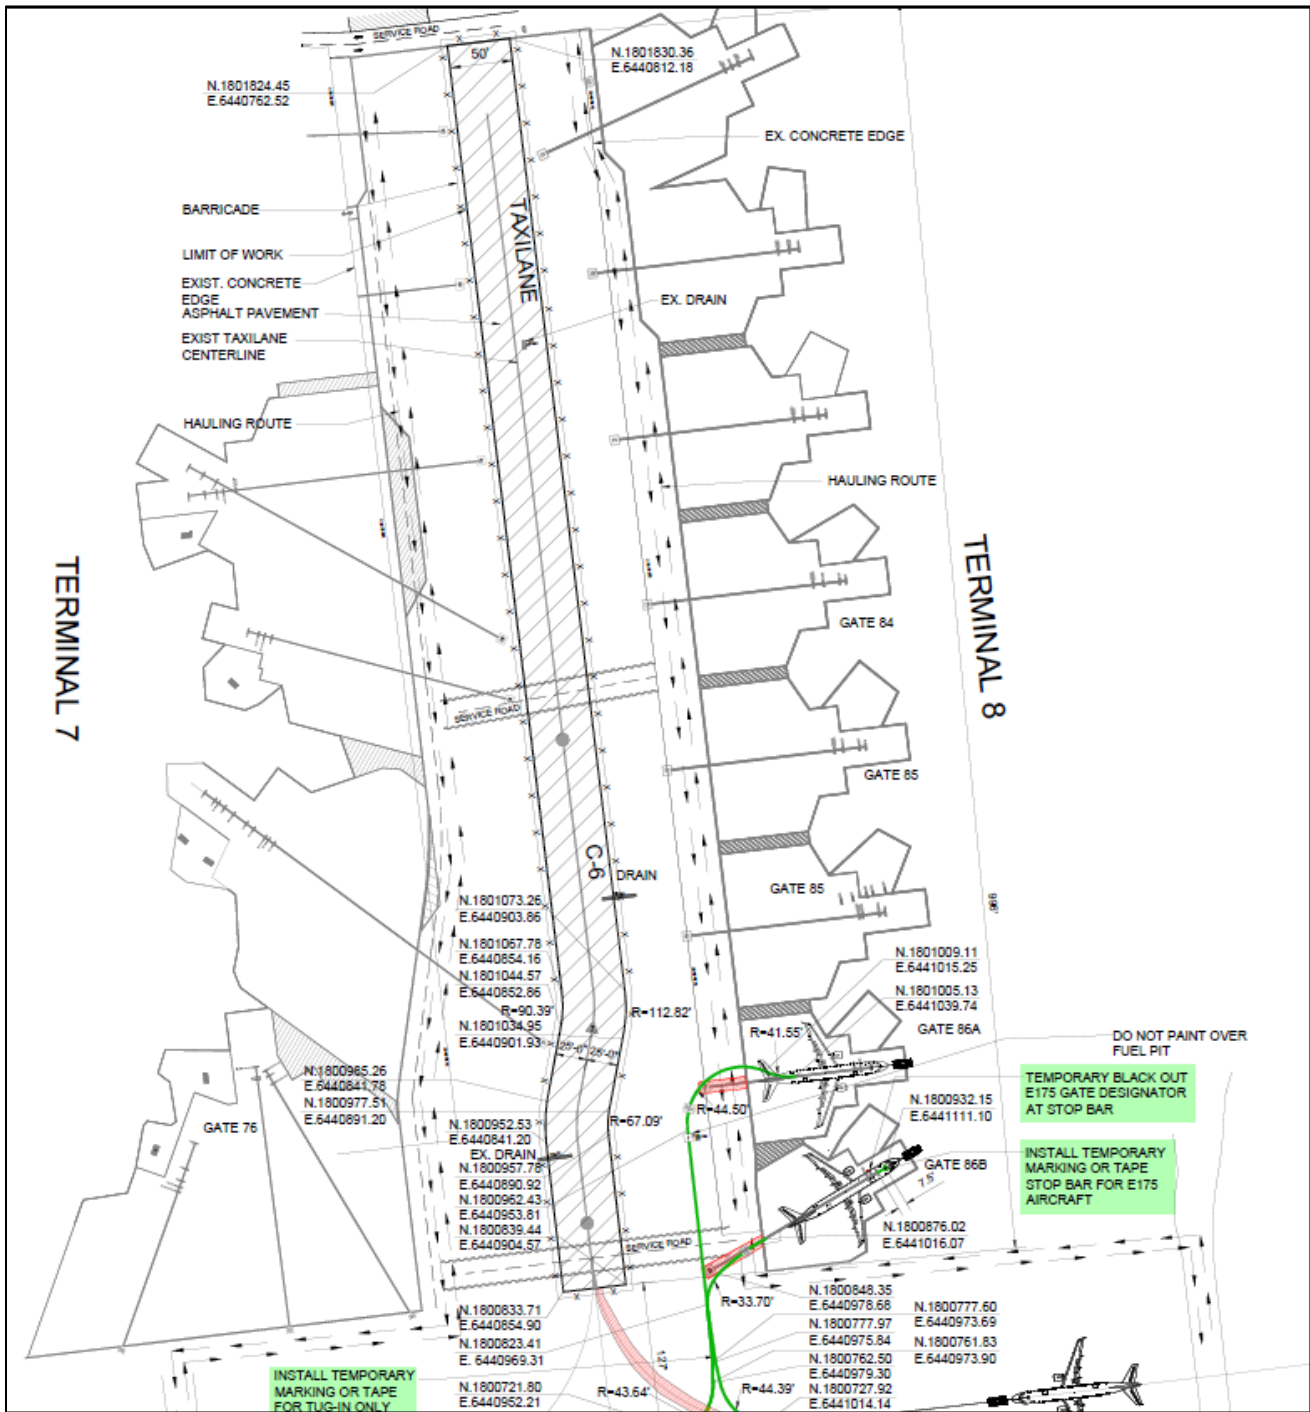 SERVICE ROAD
50'
N.1801830.36
E.6440812.18
N.1801824.45
E.6440762.52
EX. CONCRETE EDGE
BARRICADE
TAXILANE
LIMIT OF WORK
EXIST. CONCRETE
EDGE
ASPHALT PAVEMENT
EX. DRAIN
EXIST TAXILANE
CENTERLINE
HAULING ROUTE
HAULING ROUTE
TERMINAL 7
TERMINAL 8
GATE 84
SERVICE ROAD
GATE 85
C-6
DRAIN
GATE 85
998'
N.1801073.26
E.6440903.86
N.1801067.78
E.6440854.16
N.1801044.57
E.6440852.86
R=90.39'
R=112.82'
N.1801034.95
E.6440901.93
25'-0"
25'-0"
N.1801009.11
E.6441015.25
N.1801005.13
E.6441039.74
GATE 86A
R=41.55'
DO NOT PAINT OVER
FUEL PIT
N.1800985.26
E.6440841.78
N.1800977.51
E.6440891.20
GATE 76
TEMPORARY BLACK OUT
E175 GATE DESIGNATOR
AT STOP BAR
N.1800932.15
E.6441111.10
R=44.50'
R=67.09'
N.1800952.53
E.6440841.20
EX. DRAIN
N.1800957.78
E.6440890.92
N.1800962.43
E.6440953.81
N.1800839.44
E.6440904.57
GATE 86B
7.5'
INSTALL TEMPORARY
MARKING OR TAPE
STOP BAR FOR E175
AIRCRAFT
SERVICE ROAD
N.1800876.02
E.6441016.07
R=33.70'
N.1800848.35
E.6440978.68
N.1800777.97
E.6440975.84
N.1800762.50
E.6440979.30
N.1800727.92
E.6441014.14
N.1800777.60
E.6440973.69
N.1800761.83
E.6440973.90
N.1800833.71
E.6440854.90
N.1800823.41
E. 6440969.31
127'
INSTALL TEMPORARY
MARKING OR TAPE
FOR TUG-IN ONLY
N.1800721.80
E.6440952.21
R=43.64'
R=44.39'